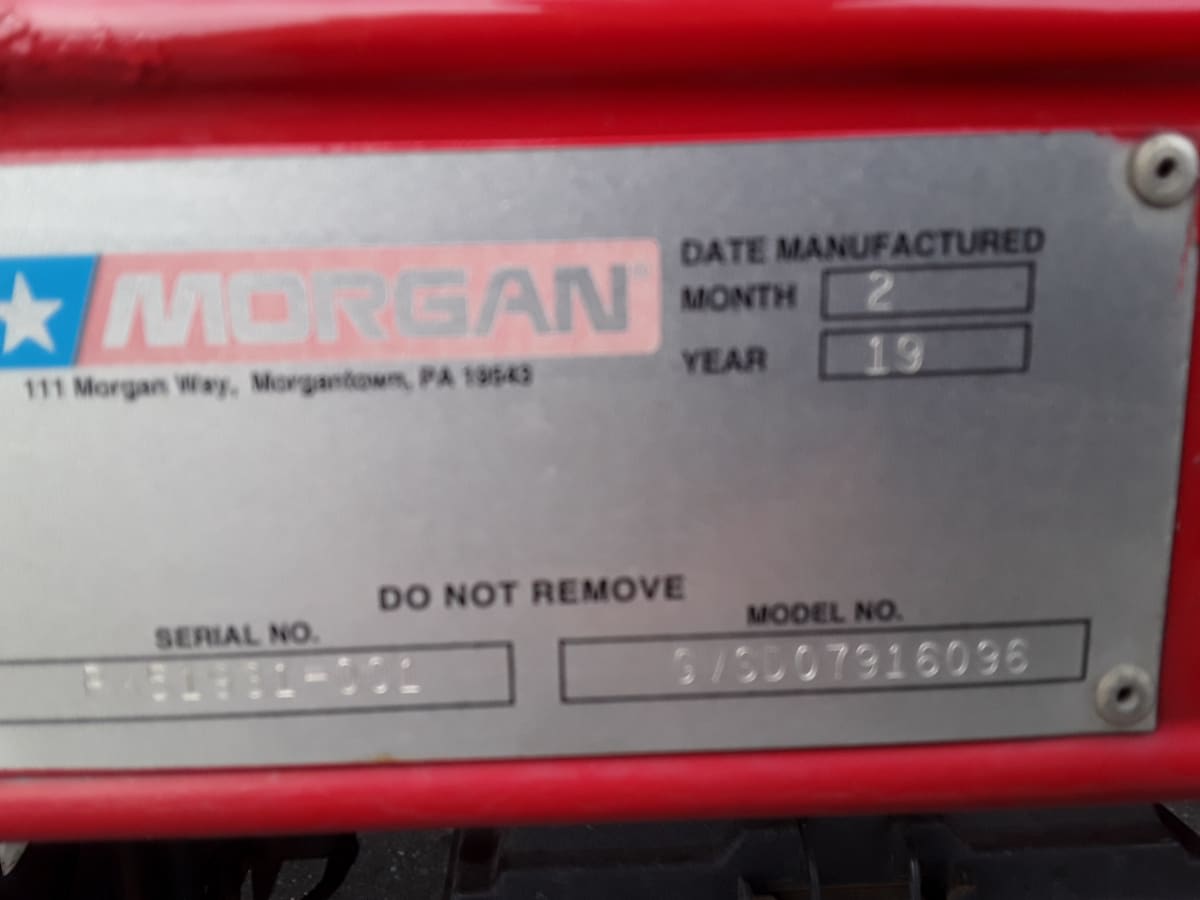 MORGAN
111 Morgan Way, Morgantown, PA 19543
DATE MANUFACTURED
MONTH 2
YEAR 19
DO NOT REMOVE
SERIAL NO.
MODEL NO.